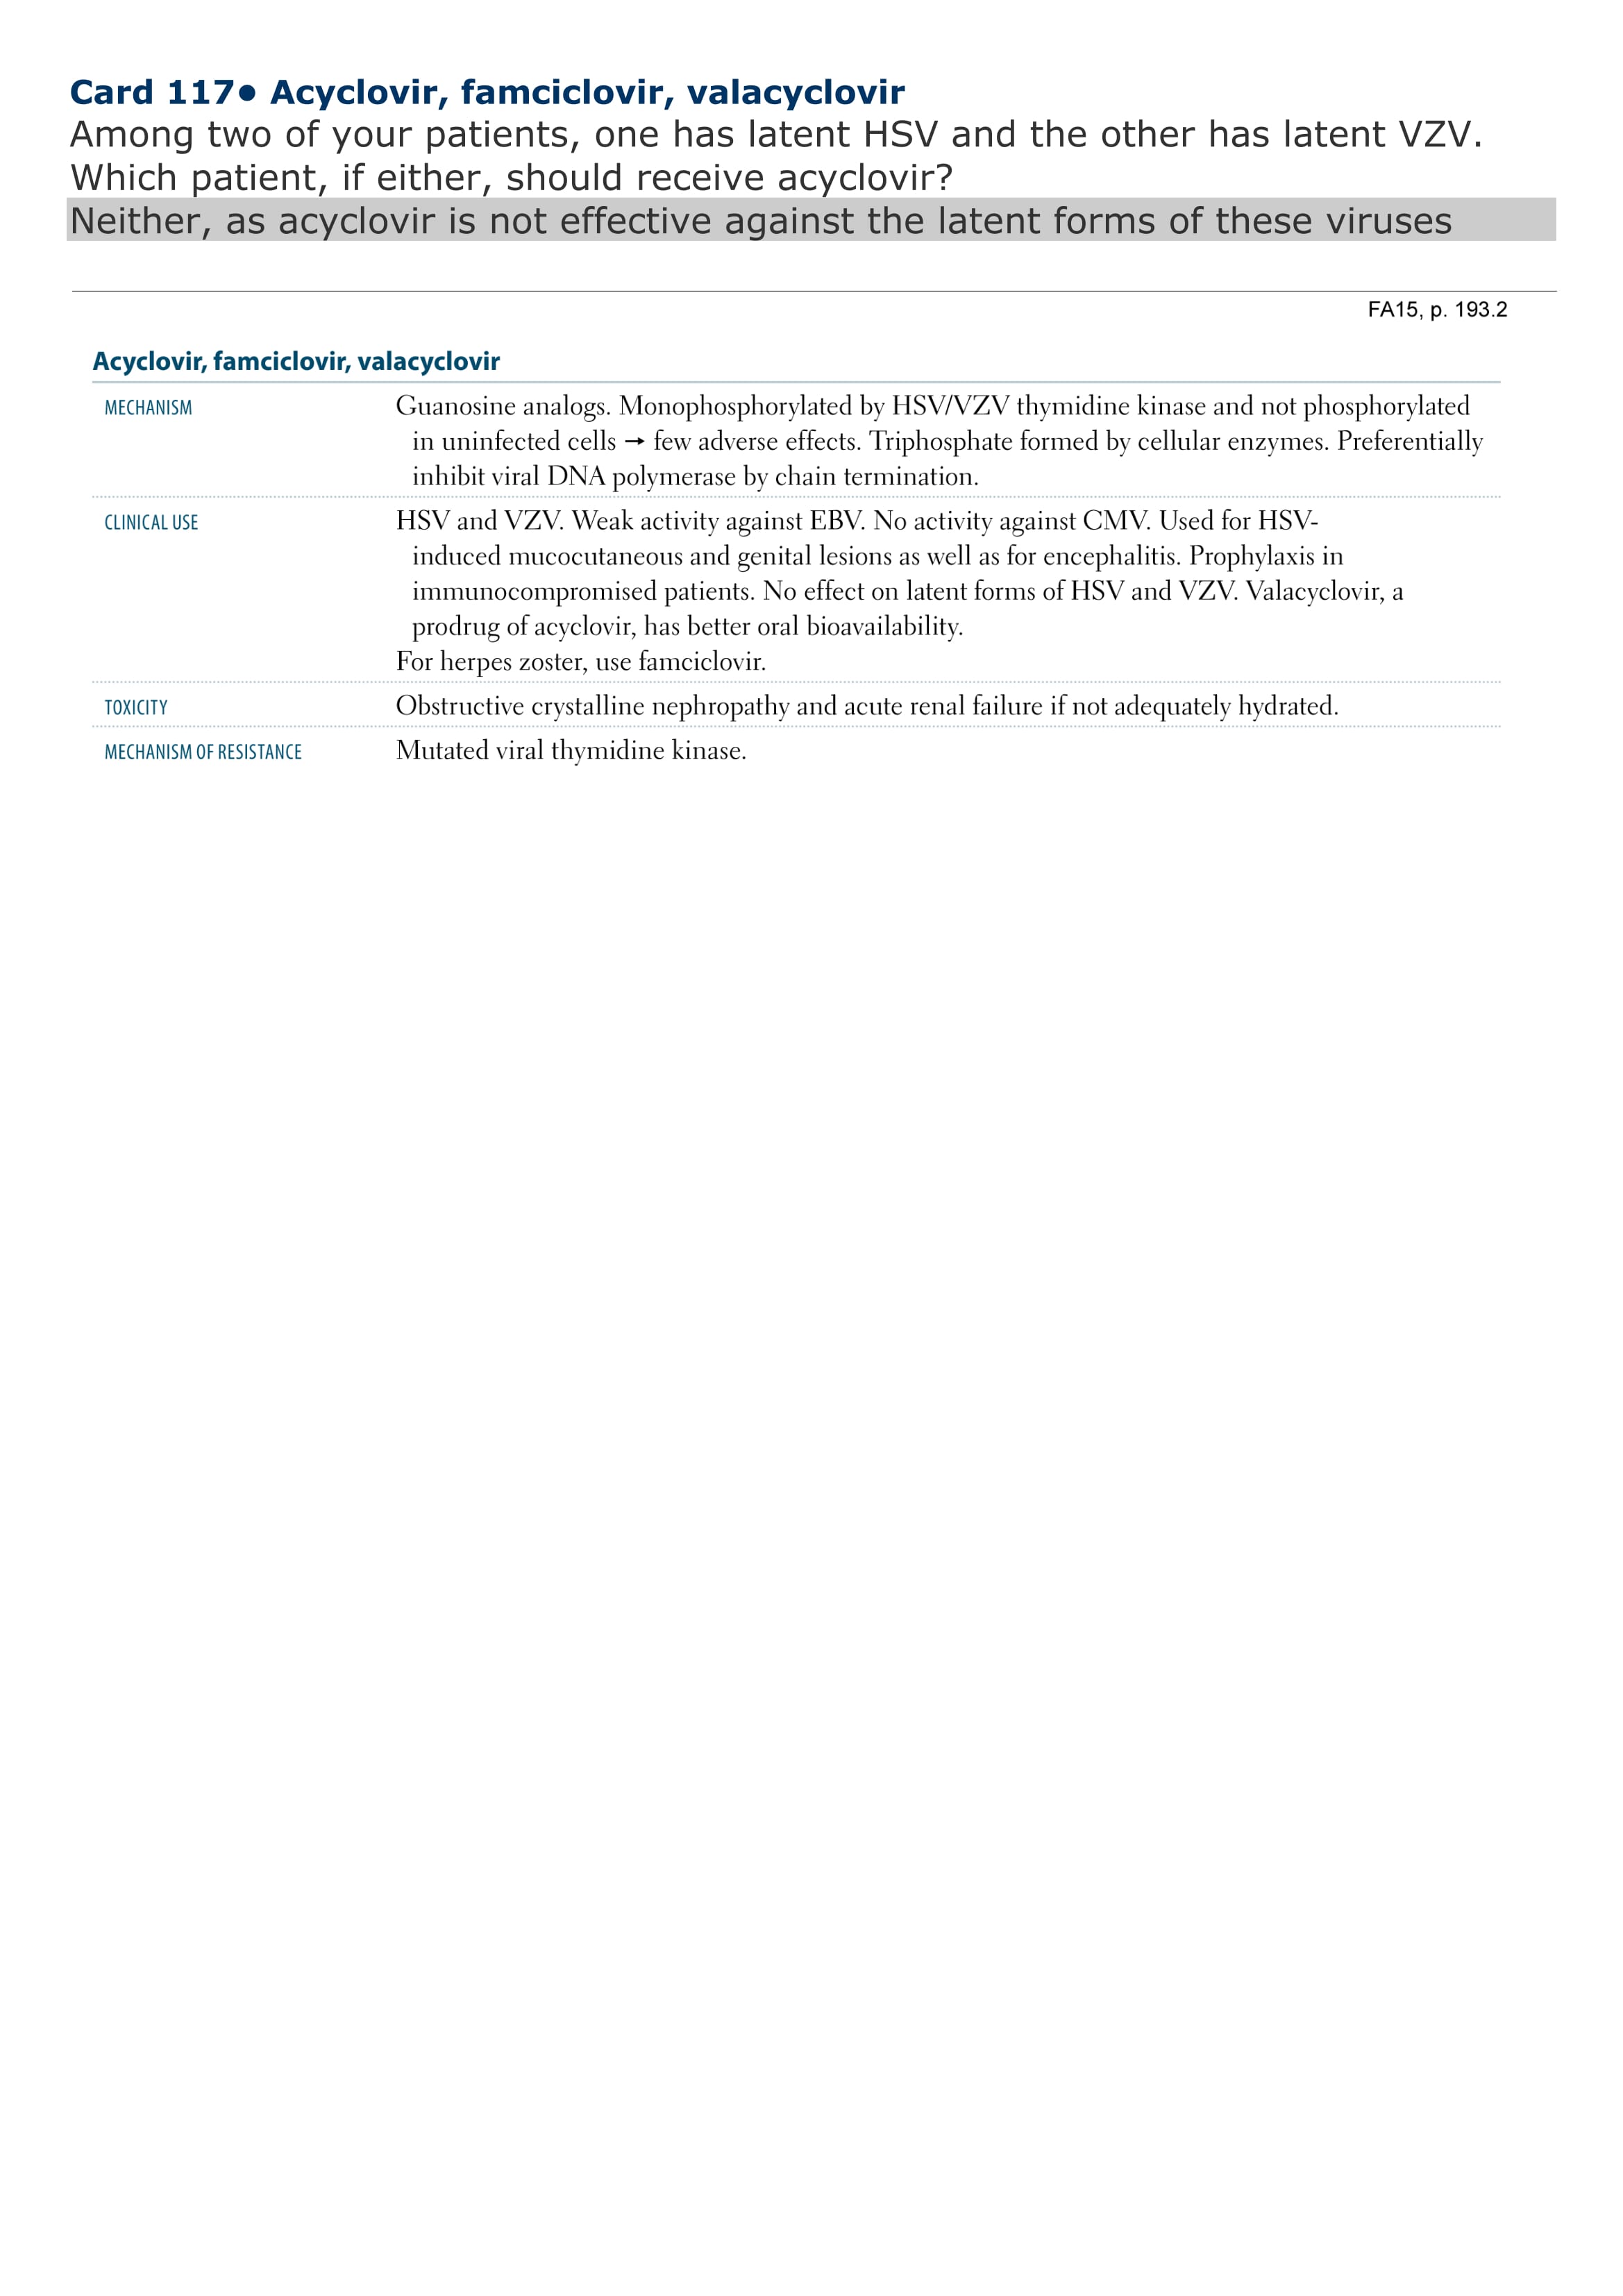 Card 117● Acyclovir, famciclovir, valacyclovir
Among two of your patients, one has latent HSV and the other has latent VZV.
Which patient, if either, should receive acyclovir?
Neither, as acyclovir is not effective against the latent forms of these viruses
FA15, p. 193.2
Acyclovir, famciclovir, valacyclovir
MECHANISM
Guanosine analogs. Monophosphorylated by HSV/VZV thymidine kinase and not phosphorylated
in uninfected cells → few adverse effects. Triphosphate formed by cellular enzymes. Preferentially
inhibit viral DNA polymerase by chain termination.
CLINICAL USE
HSV and VZV. Weak activity against EBV. No activity against CMV. Used for HSV-
induced mucocutaneous and genital lesions as well as for encephalitis. Prophylaxis in
immunocompromised patients. No effect on latent forms of HSV and VZV. Valacyclovir, a
prodrug of acyclovir, has better oral bioavailability.
For herpes zoster, use famciclovir.
TOXICITY
Obstructive crystalline nephropathy and acute renal failure if not adequately hydrated.
MECHANISM OF RESISTANCE
Mutated viral thymidine kinase.